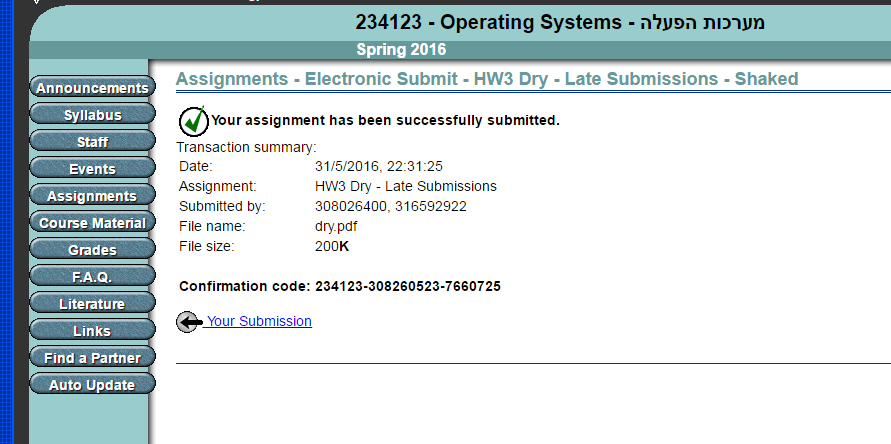 234123 - Operating Systems - מערכות הפעלה
Spring 2016
Announcements
Syllabus
Staff
Events
Assignments
Course Material
Grades
F.A.Q.
Literature
Links
Find a Partner
Auto Update
Assignments - Electronic Submit - HW3 Dry - Late Submissions - Shaked
Your assignment has been successfully submitted.
Transaction summary:
Date: 31/5/2016, 22:31:25
Assignment: HW3 Dry - Late Submissions
Submitted by: 308026400, 316592922
File name: dry.pdf
File size: 200K
Confirmation code: 234123-308260523-7660725
Your Submission